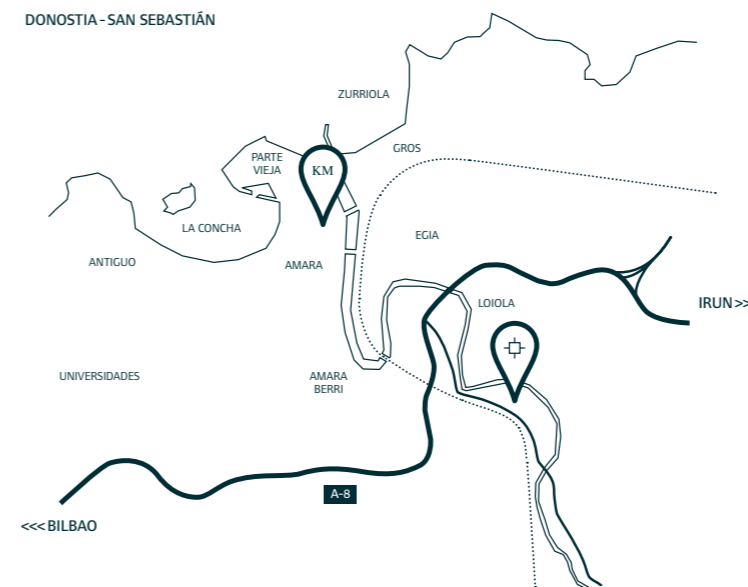 DONOSTIA - SAN SEBASTIÁN
ZURRIOLA
GROS
PARTE
VIEJA
KM
LA CONCHA
EGIA
ANTIGUO
AMARA
LOIOLA
IRUN >>
UNIVERSIDADES
AMARA
BERRI
A-8
<<< BILBAO